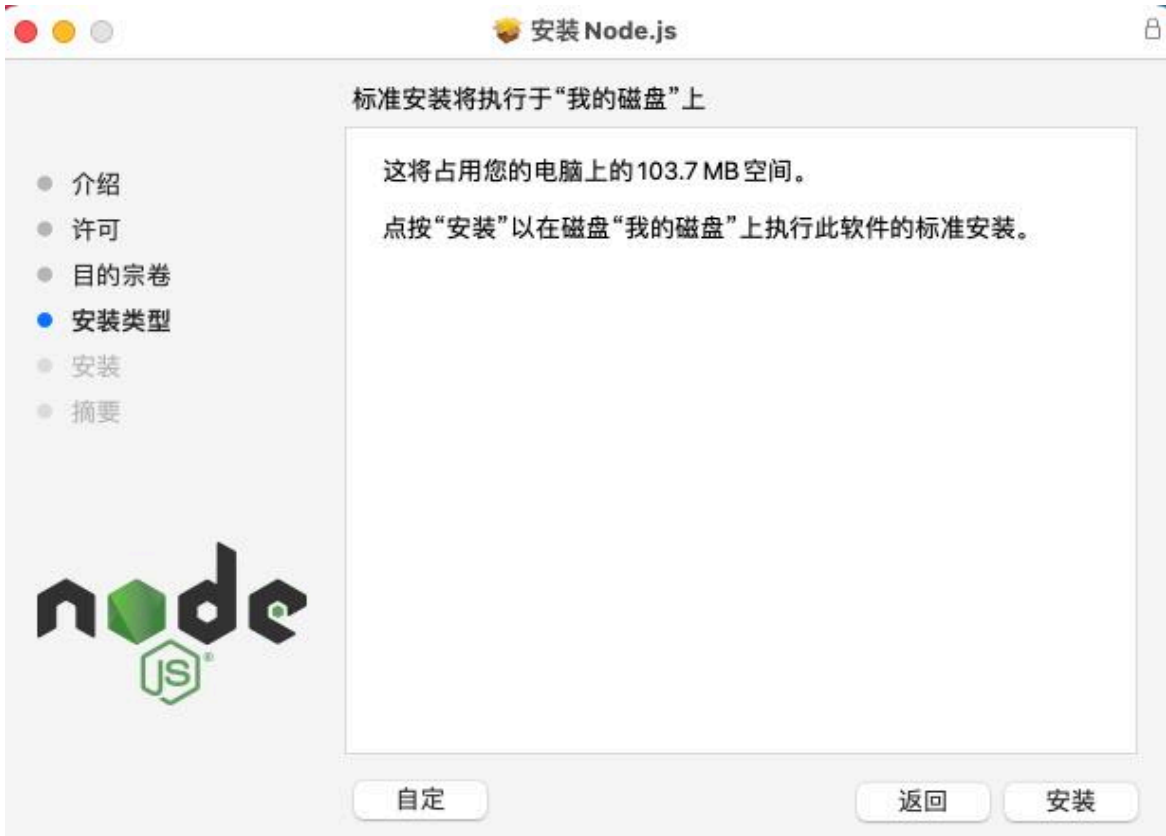 安装 Node.js
标准安装将执行于“我的磁盘”上
介绍
许可
目的宗卷
安装类型
安装
摘要
这将占用您的电脑上的103.7 MB 空间。
点按“安装”以在磁盘“我的磁盘”上执行此软件的标准安装。
node
JS®
自定
返回
安装